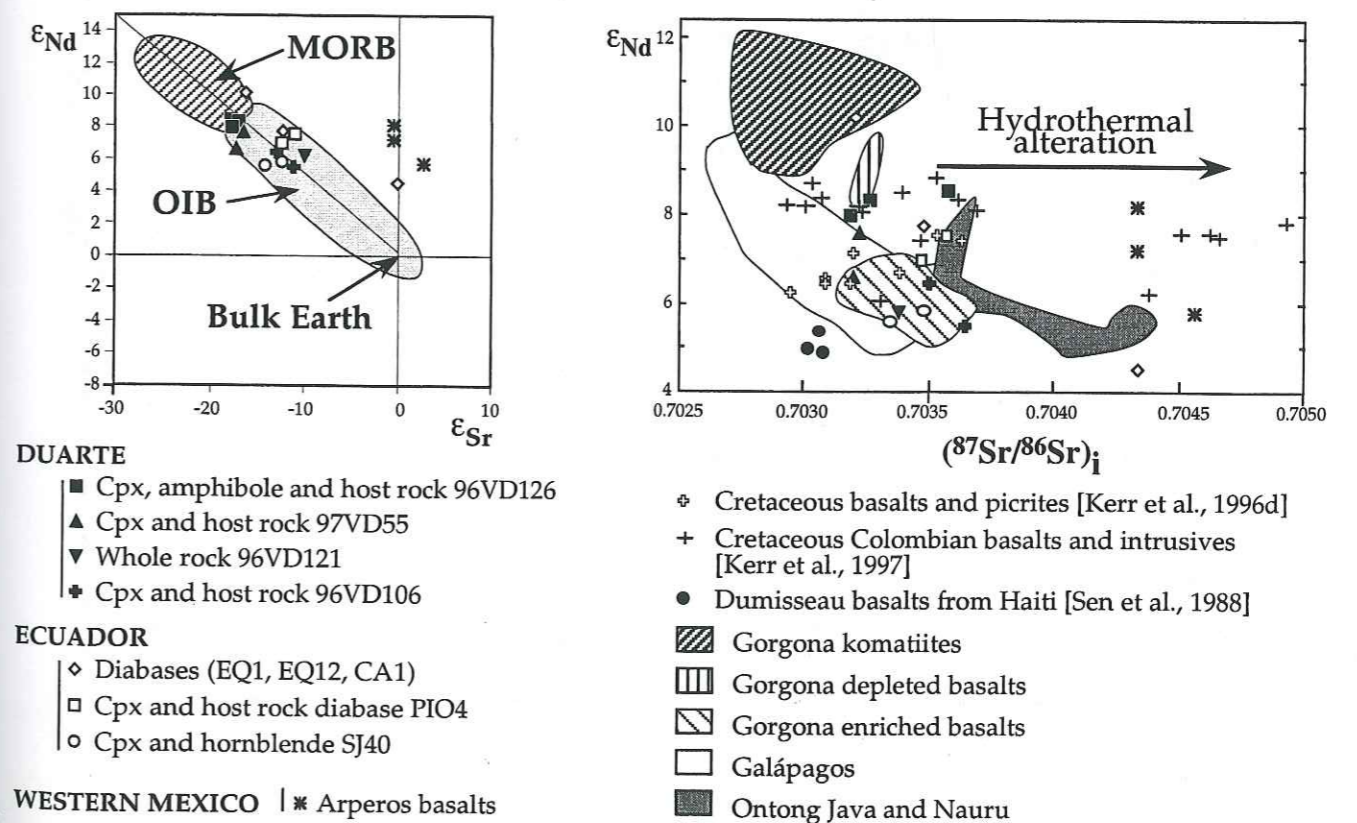 εNd
14
12
10
8
6
4
2
0
-2
-4
-6
-8
MORB
OIB
Bulk Earth
-30
-20
-10
0
10
εSr
εNd
12
10
8
6
4
Hydrothermal
alteration
0.7025
0.7030
0.7035
0.7040
0.7045
0.7050
(87Sr/86Sr)i
DUARTE
Cpx, amphibole and host rock 96VD126
Cpx and host rock 97VD55
Whole rock 96VD121
Cpx and host rock 96VD106
ECUADOR
Diabases (EQ1, EQ12, CA1)
Cpx and host rock diabase PIO4
Cpx and hornblende SJ40
WESTERN MEXICO
Arperos basalts
Cretaceous basalts and picrites [Kerr et al., 1996d]
Cretaceous Colombian basalts and intrusives
[Kerr et al., 1997]
Dumisseau basalts from Haiti [Sen et al., 1988]
Gorgona komatiites
Gorgona depleted basalts
Gorgona enriched basalts
Galápagos
Ontong Java and Nauru